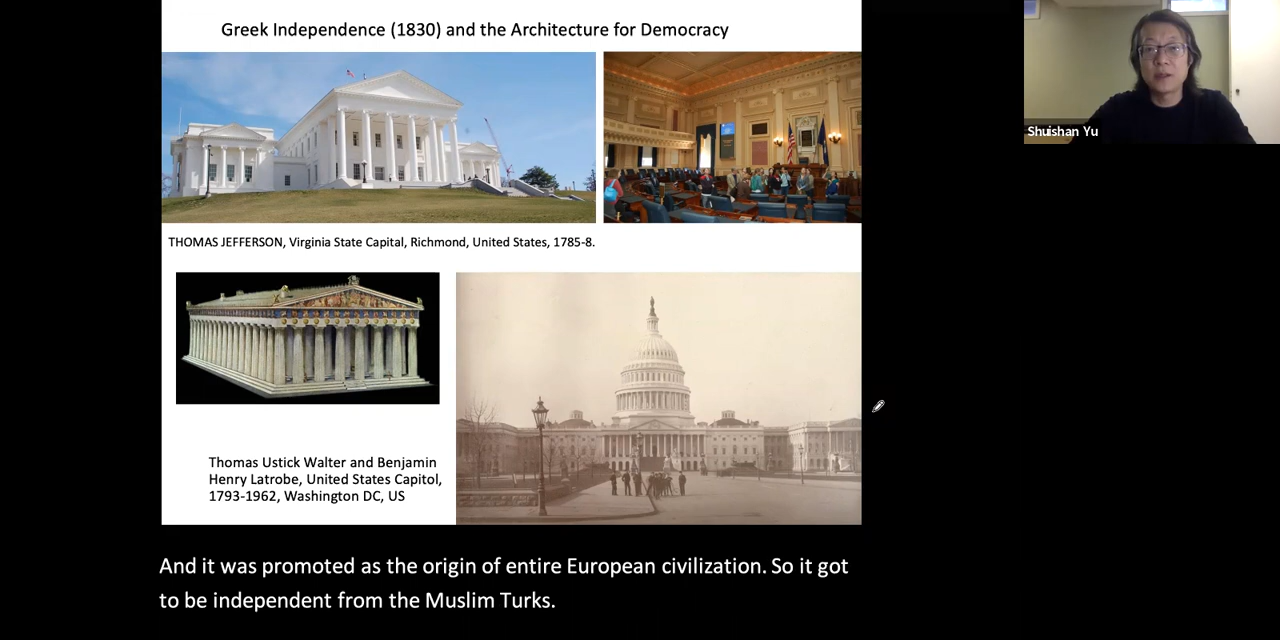 Greek Independence (1830) and the Architecture for Democracy
Shuishan Yu
THOMAS JEFFERSON, Virginia State Capital, Richmond, United States, 1785-8.
Thomas Ustick Walter and Benjamin
Henry Latrobe, United States Capitol,
1793-1962, Washington DC, US
And it was promoted as the origin of entire European civilization. So it got
to be independent from the Muslim Turks.